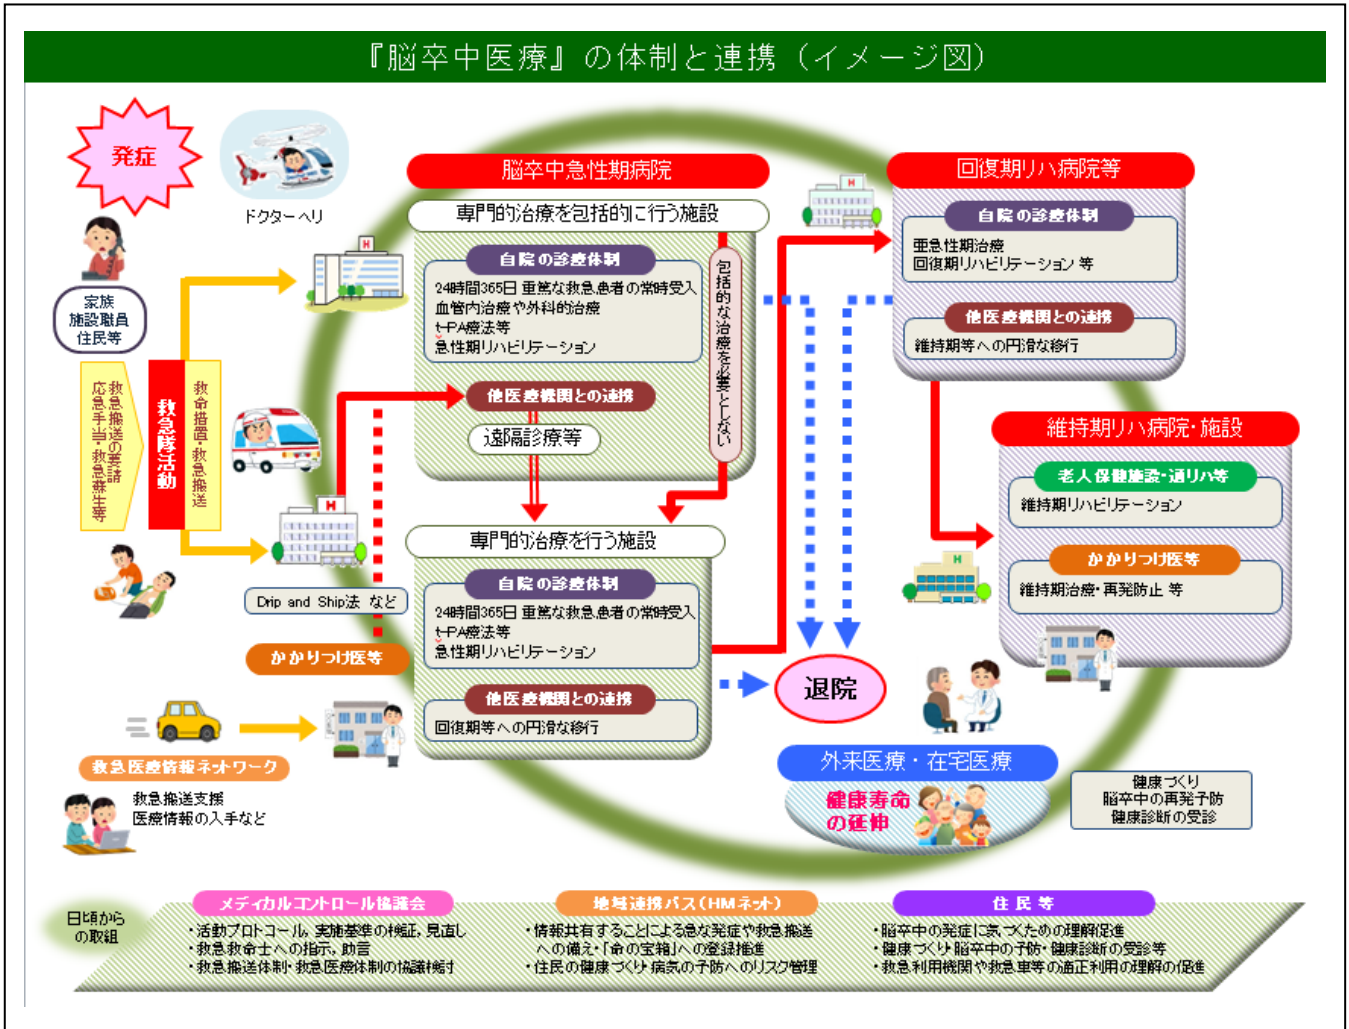 『脳卒中医療』の体制と連携（イメージ図）
発症
ドクターヘリ
家族
施設職員
住民等
救急搬送の要請
応急手当・救急蘇生等
救急隊活動
救命措置・救急搬送
Drip and Ship法 など
かかりつけ医等
救急医療情報ネットワーク
救急搬送支援
医療情報の入手など
脳卒中急性期病院
専門的治療を包括的に行う施設
自院の診療体制
24時間365日 重篤な救急患者の常時受入
血管内治療や外科的治療
t-PA療法等
急性期リハビリテーション
他医療機関との連携
遠隔診療等
包括的な治療を必要としない
専門的治療を行う施設
自院の診療体制
24時間365日 重篤な救急患者の常時受入
t-PA療法等
急性期リハビリテーション
他医療機関との連携
回復期等への円滑な移行
回復期リハ病院等
自院の診療体制
亜急性期治療
回復期リハビリテーション 等
他医療機関との連携
維持期等への円滑な移行
維持期リハ病院・施設
老人保健施設・通リハ等
維持期リハビリテーション
かかりつけ医等
維持期治療・再発防止 等
退院
外来医療・在宅医療
健康寿命
の延伸
健康づくり
脳卒中の再発予防
健康診断の受診
日頃から
の取組
メディカルコントロール協議会
・活動プロトコール，実施基準の検証，見直し
・救急救命士への指示，助言
・救急搬送体制・救急医療体制の協議検討
地域連携パス（HMネット）
・情報共有することによる急な発症や救急搬送
への備え・「命の宝箱」への登録推進
・住民の健康づくり・病気の予防へのリスク管理
住民等
・脳卒中の発症に気づくための理解促進
・健康づくり・脳卒中の予防・健康診断の受診等
・救急利用機関や救急車等の適正利用の理解の促進